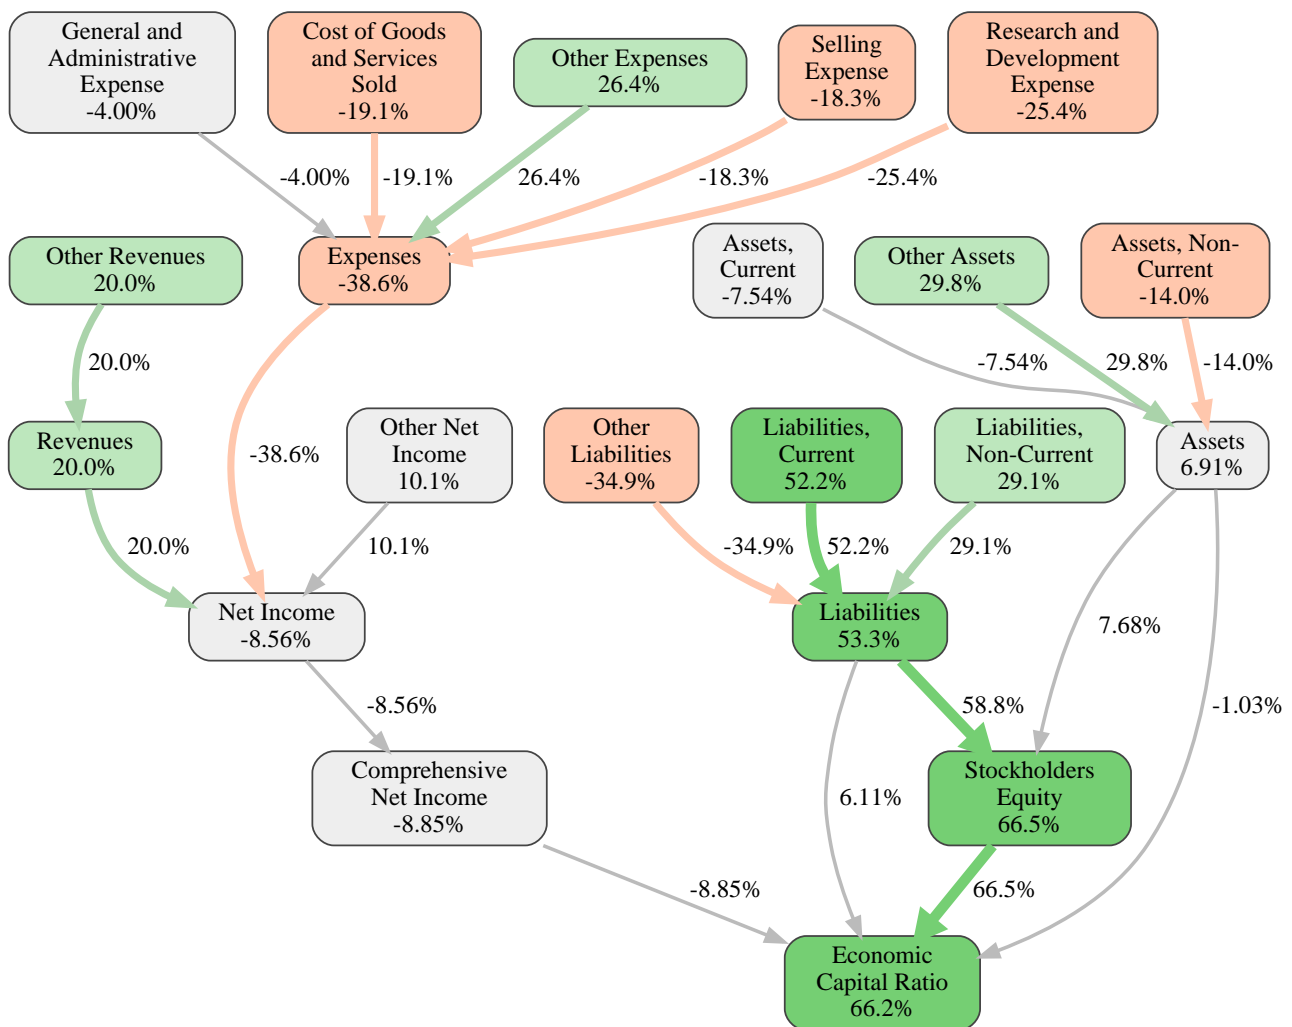 General and
Administrative
Expense
-4.00%
Cost of Goods
and Services
Sold
-19.1%
Other Expenses
26.4%
Selling
Expense
-18.3%
Research and
Development
Expense
-25.4%
-4.00%
-19.1%
26.4%
-18.3%
-25.4%
Other Revenues
20.0%
Expenses
-38.6%
Assets,
Current
-7.54%
Other Assets
29.8%
Assets, Non-
Current
-14.0%
20.0%
-7.54%
29.8%
-14.0%
Revenues
20.0%
-38.6%
Other Net
Income
10.1%
Other
Liabilities
-34.9%
Liabilities,
Current
52.2%
Liabilities,
Non-Current
29.1%
Assets
6.91%
20.0%
10.1%
-34.9%
52.2%
29.1%
Net Income
-8.56%
Liabilities
53.3%
7.68%
-8.56%
58.8%
-1.03%
Comprehensive
Net Income
-8.85%
6.11%
Stockholders
Equity
66.5%
-8.85%
66.5%
Economic
Capital Ratio
66.2%